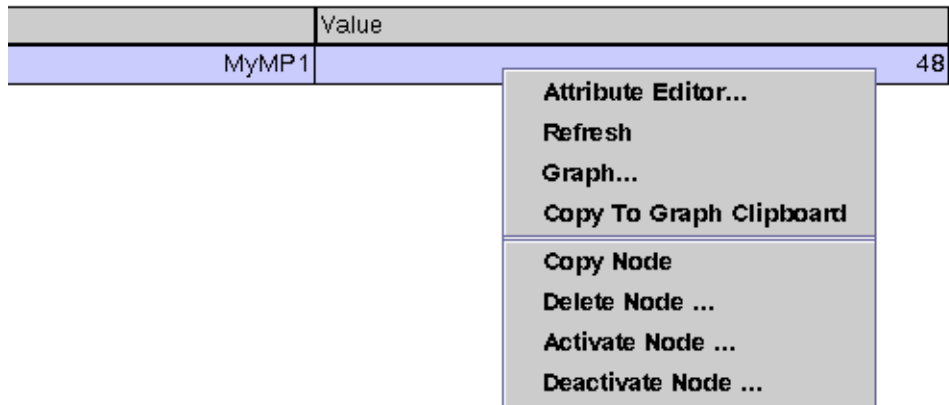 Value
MyMP1 48
Attribute Editor...
Refresh
Graph...
Copy To Graph Clipboard
Copy Node
Delete Node ...
Activate Node ...
Deactivate Node ...